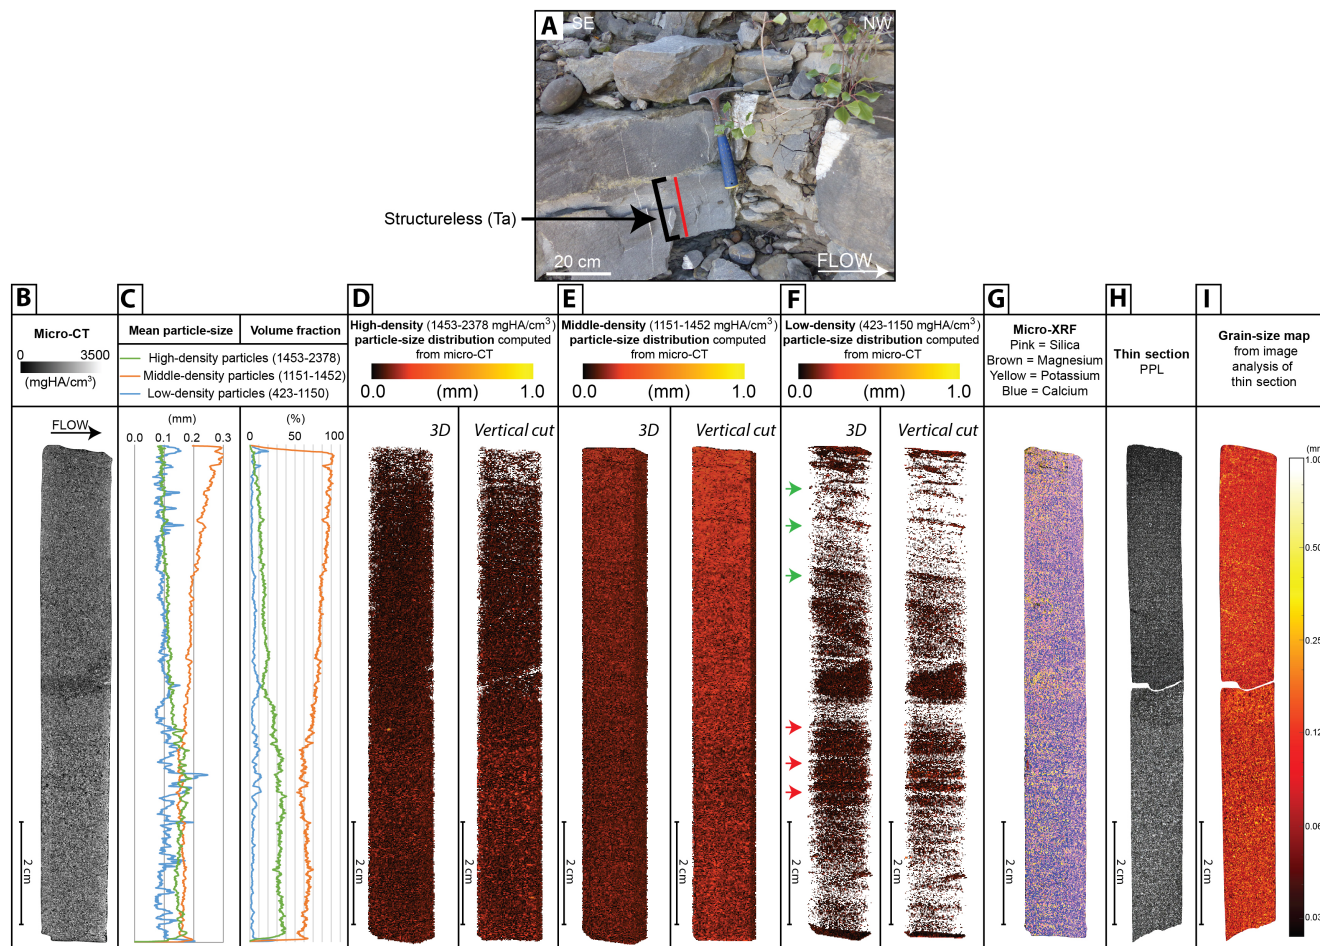 A
SE
NW
Structureless (Ta)
20 cm
FLOW
B
C
D
E
F
G
H
I
Micro-CT
0 3500
(mgHA/cm³)
Mean particle-size
Volume fraction
High-density particles (1453-2378)
Middle-density particles (1151-1452)
Low-density particles (423-1150)
High-density (1453-2378 mgHA/cm³)
particle-size distribution computed
from micro-CT
0.0 1.0
(mm)
Middle-density (1151-1452 mgHA/cm³)
particle-size distribution computed
from micro-CT
0.0 1.0
(mm)
Low-density (423-1150 mgHA/cm³)
particle-size distribution computed
from micro-CT
0.0 1.0
(mm)
Micro-XRF
Pink = Silica
Brown = Magnesium
Yellow = Potassium
Blue = Calcium
Thin section
PPL
Grain-size map
from image
analysis of
thin section
FLOW
(mm)
0.0 0.1 0.2 0.3
(%)
0 50 100
3D
Vertical cut
3D
Vertical cut
3D
Vertical cut
(mm
1.00
0.50
0.25
0.12
0.06
0.03
2 cm
2 cm
2 cm
2 cm
2 cm
2 cm
2 cm